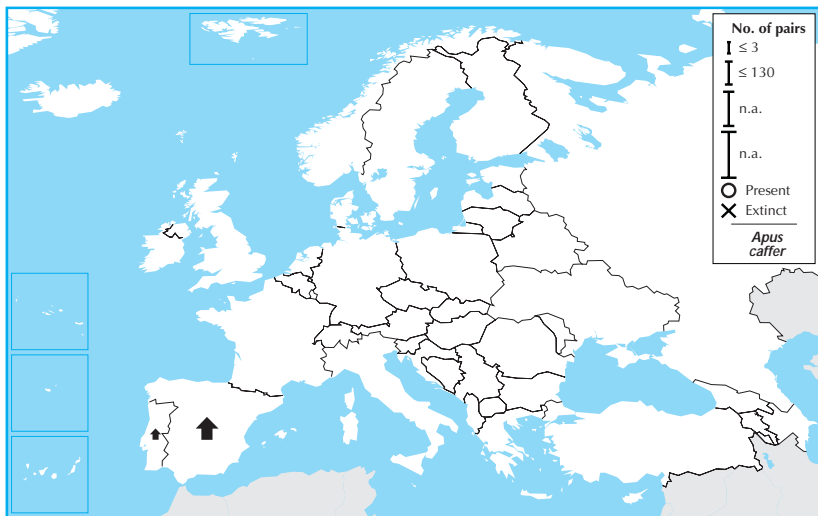 No. of pairs
≤ 3
≤ 130
n.a.
n.a.
Present
Extinct
Apus
caffer